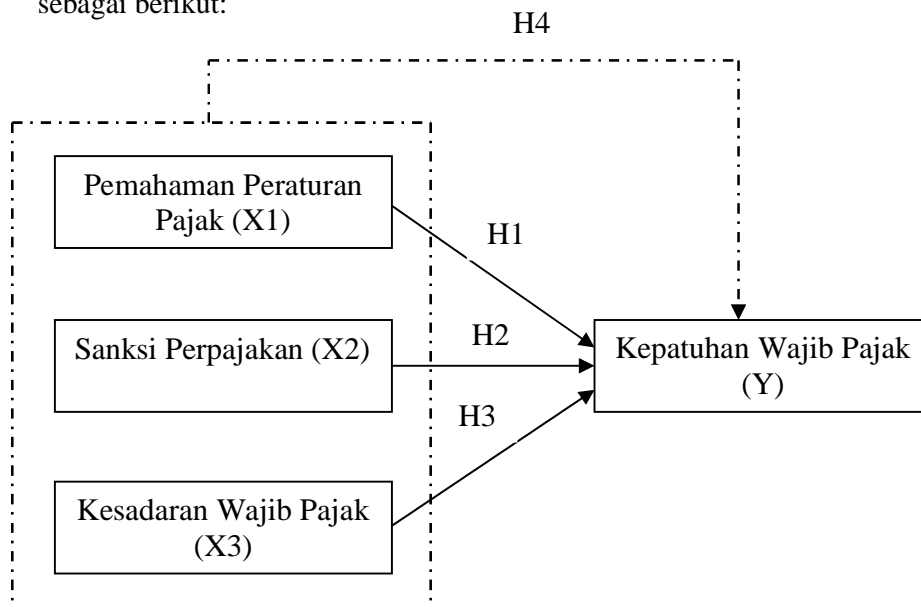 sebagai berikut:
H4
Pemahaman Peraturan
Pajak (X1)
H1
Sanksi Perpajakan (X2)
H2
Kepatuhan Wajib Pajak
(Y)
H3
Kesadaran Wajib Pajak
(X3)